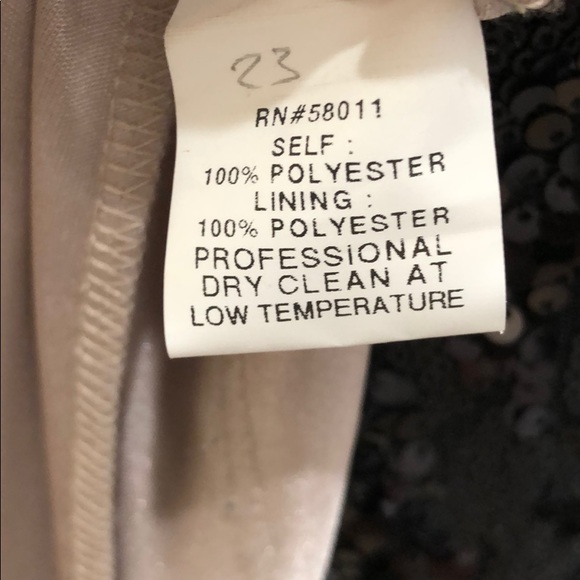 23
RN#58011
SELF :
100% POLYESTER
LINING :
100% POLYESTER
PROFESSIONAL
DRY CLEAN AT
LOW TEMPERATURE